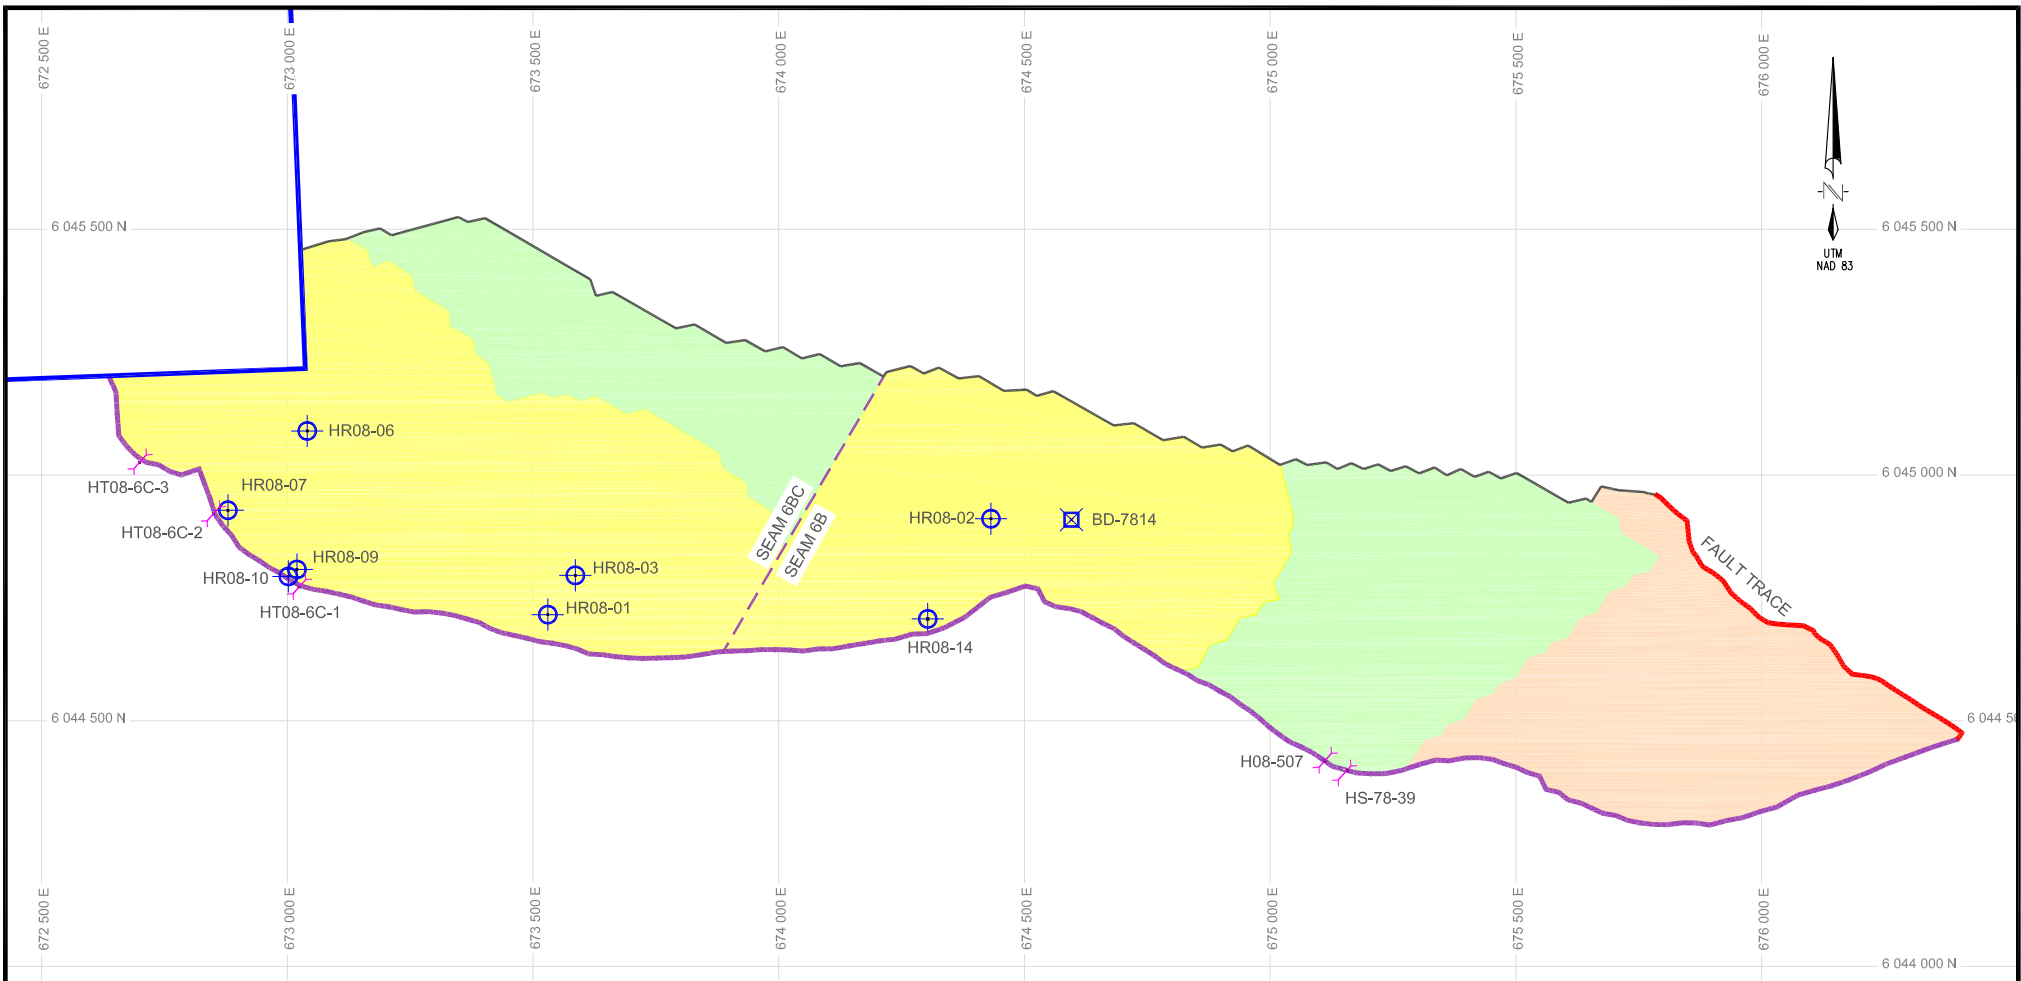 672 500 E
673 000 E
673 500 E
674 000 E
674 500 E
675 000 E
675 500 E
676 000 E
UTM
NAD 83
6 045 500 N
6 045 500 N
HR08-06
6 045 000 N
HT08-6C-3
HR08-07
HT08-6C-2
HR08-09
HR08-10
HT08-6C-1
HR08-03
HR08-01
SEAM 6BC
SEAM 6B
HR08-02
BD-7814
HR08-14
FAULT TRACE
6 044 500 N
6 044 50
H08-507
HS-78-39
672 500 E
673 000 E
673 500 E
674 000 E
674 500 E
675 000 E
675 500 E
676 000 E
6 044 000 N